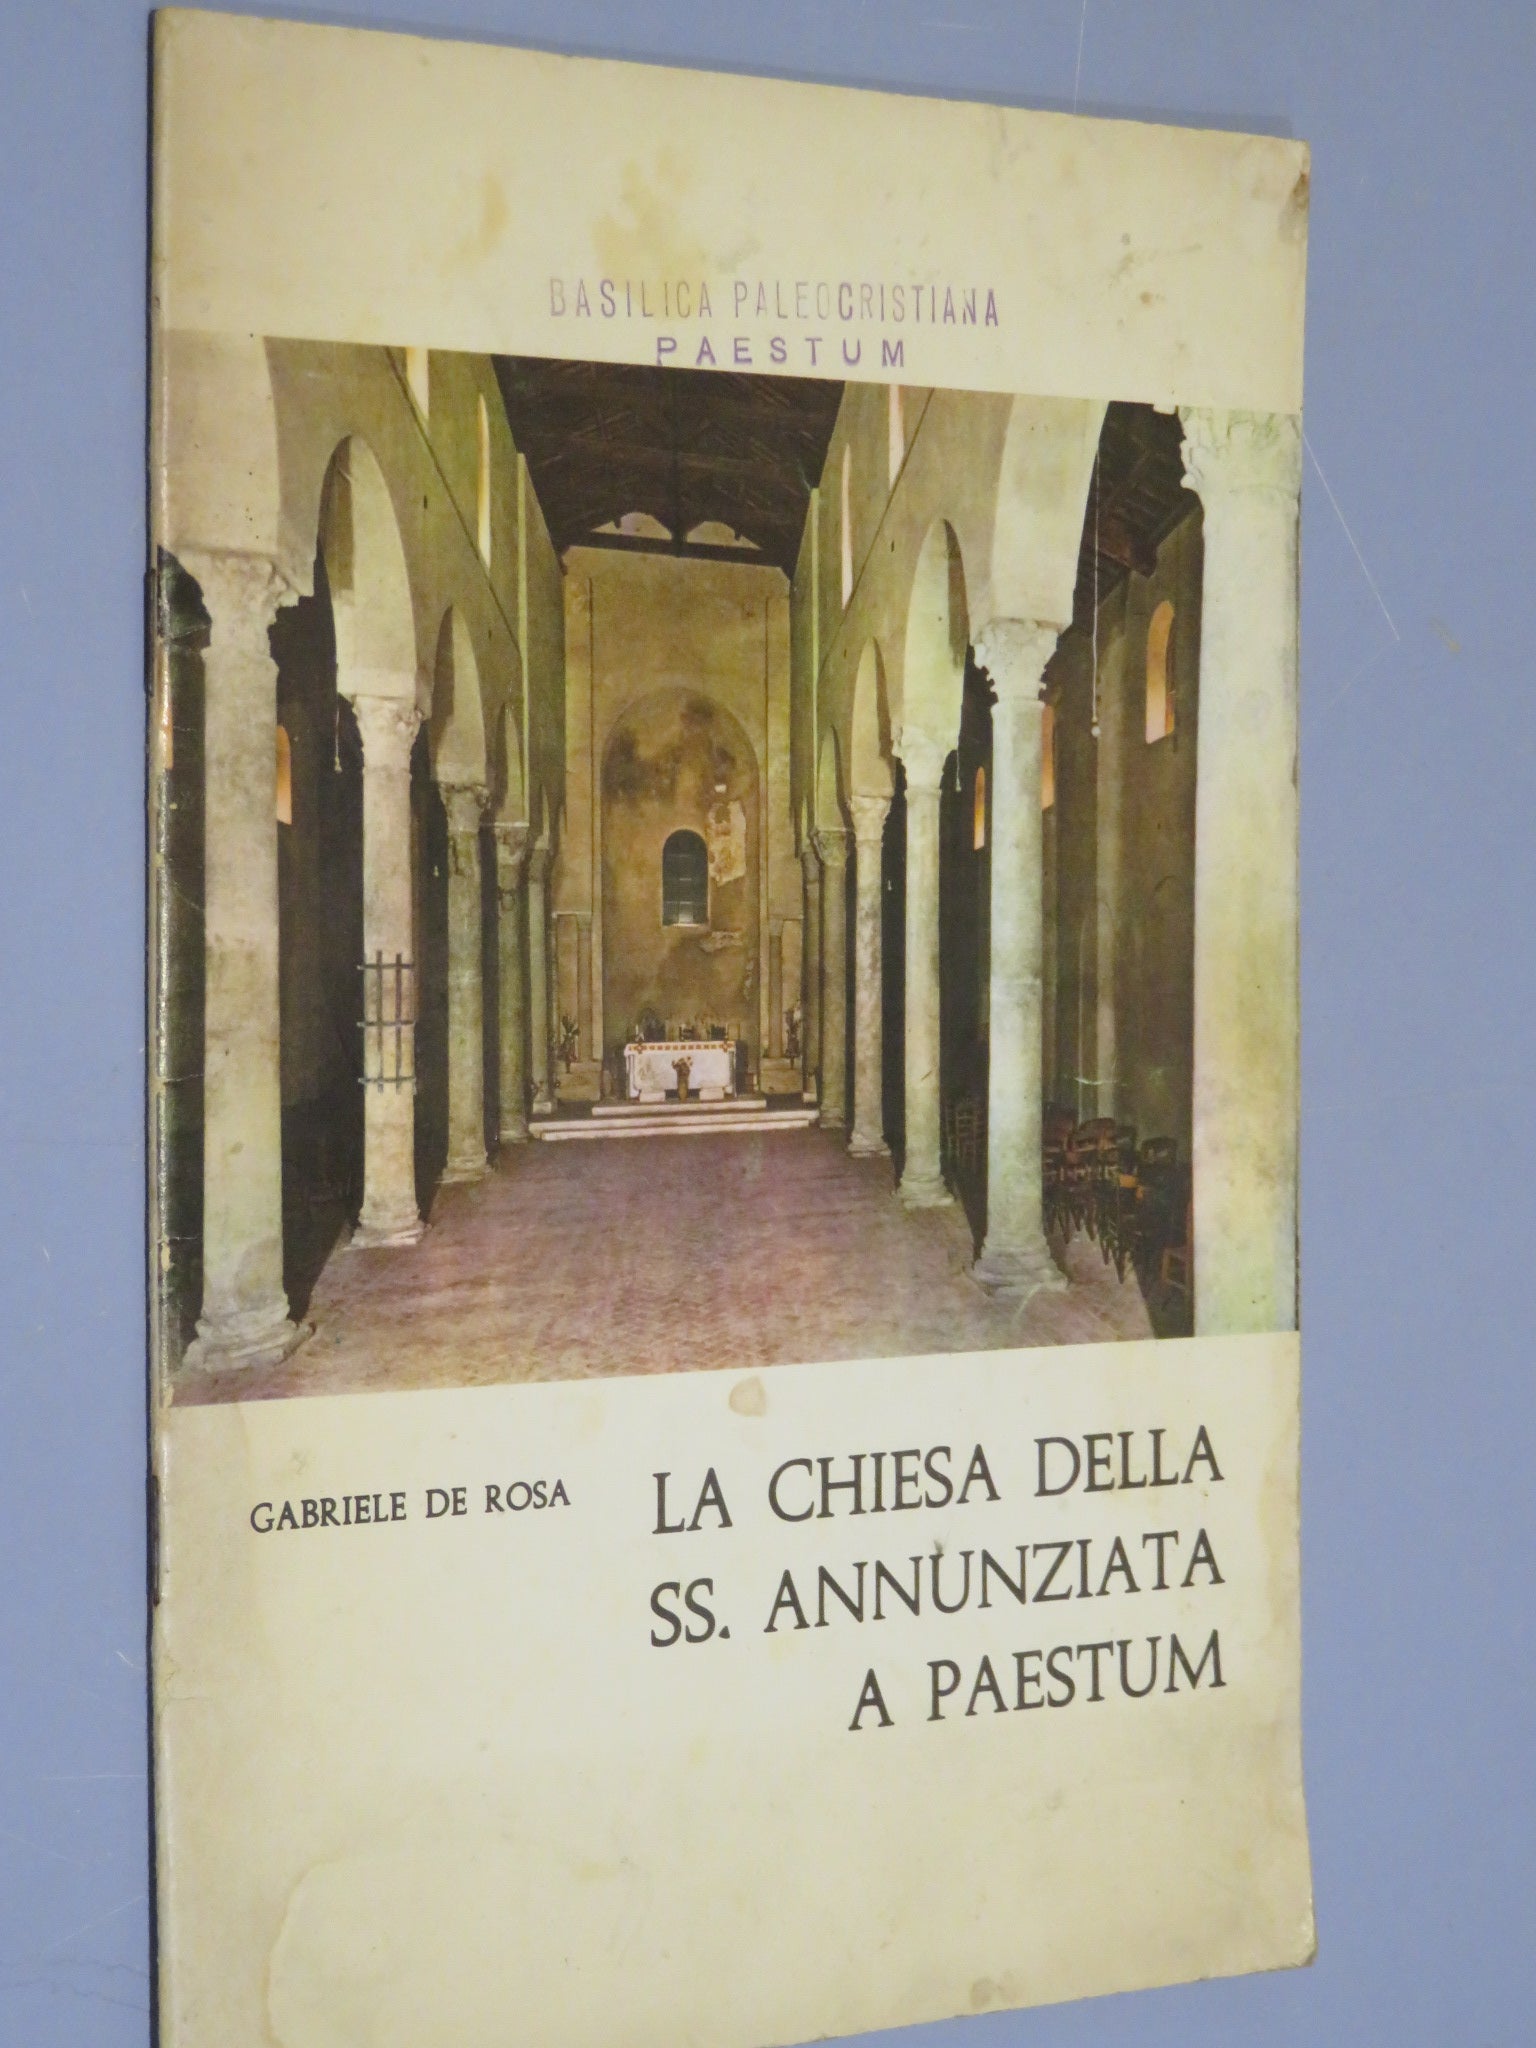 BASILICA PALEOCRISTIANA
PAESTUM
GABRIELE DE ROSA
LA CHIESA DELLA
SS. ANNUNZIATA
A PAESTUM